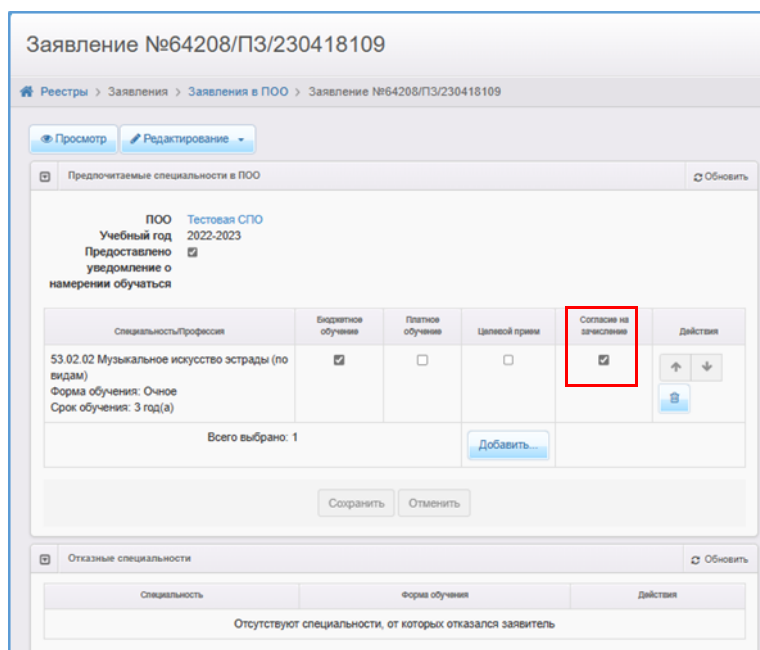 Заявление №64208/ПЗ/230418109
Реестры > Заявления > Заявления в ПОО > Заявление №64208/ПЗ/230418109
Просмотр Редактирование
Предпочитаемые специальности в ПОО Обновить
ПОО Тестовая СПО
Учебный год 2022-2023
Предоставлено
уведомление о
намерении обучаться
Специальность/Профессия
Бюджетное
обучение
Платное
обучение
Целевой прием
Согласие на
зачисление
Действия
53.02.02 Музыкальное искусство эстрады (по
видам)
Форма обучения: Очное
Срок обучения: 3 год(а)
Всего выбрано: 1
Добавить...
Сохранить Отменить
Отказные специальности Обновить
Специальность Форма обучения Действия
Отсутствуют специальности, от которых отказался заявитель